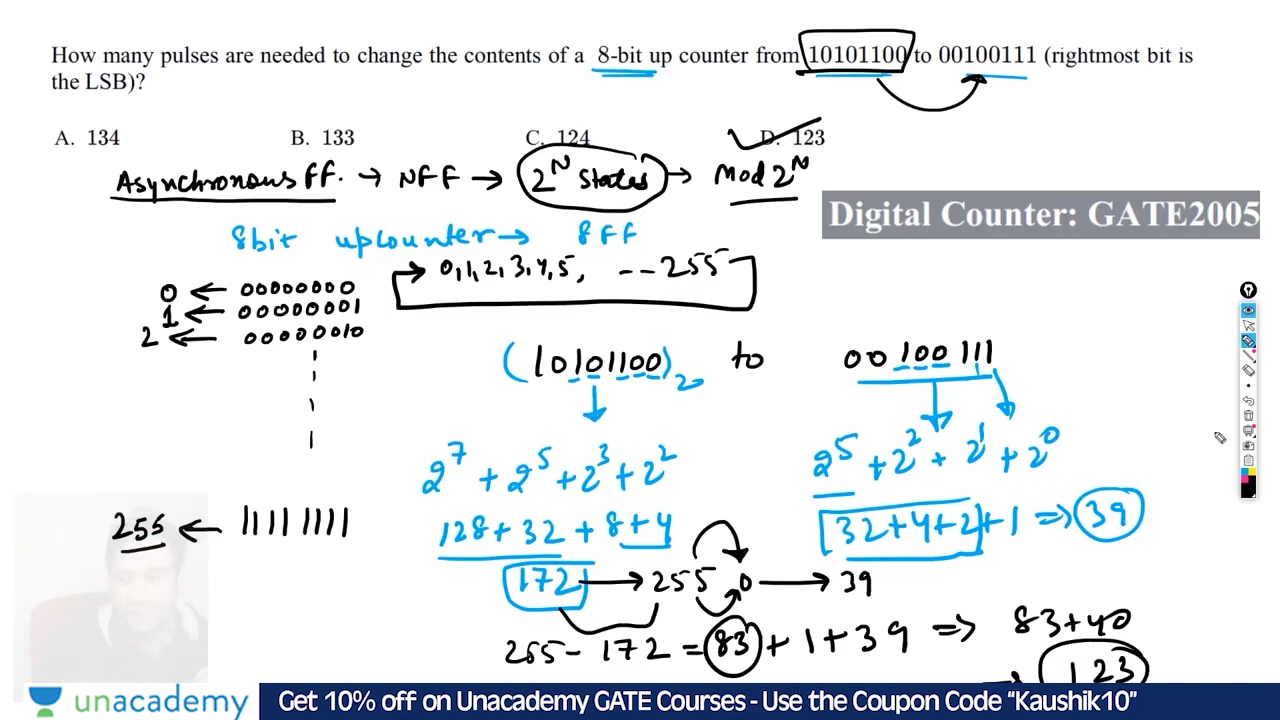 How many pulses are needed to change the contents of a 8-bit up counter from 10101100 to 00100111 (rightmost bit is
the LSB)?
A. 134 B. 133 C. 124 D. 123
Asynchronous FF. → NFF → 2^N States → Mod 2^N
Digital Counter: GATE2005
8bit upcounter → 8FF
0,1,2,3,4,5, --- 255
0 ← 00000000
1 ← 00000001
2 ← 00000010
(10101100)₂₀ to 00100111
2^7 + 2^5 + 2^3 + 2^2 2^5 + 2^2 + 2^1 + 2^0
255 ← 11111111
128+32 + 8+4 [32+4+2]+1 ⇒ 39
172 → 255 0 → 39
255 - 172 = 83 + 1 + 39 ⇒ 83+40
⇒ 123
unacademy
Get 10% off on Unacademy GATE Courses - Use the Coupon Code “Kaushik10”